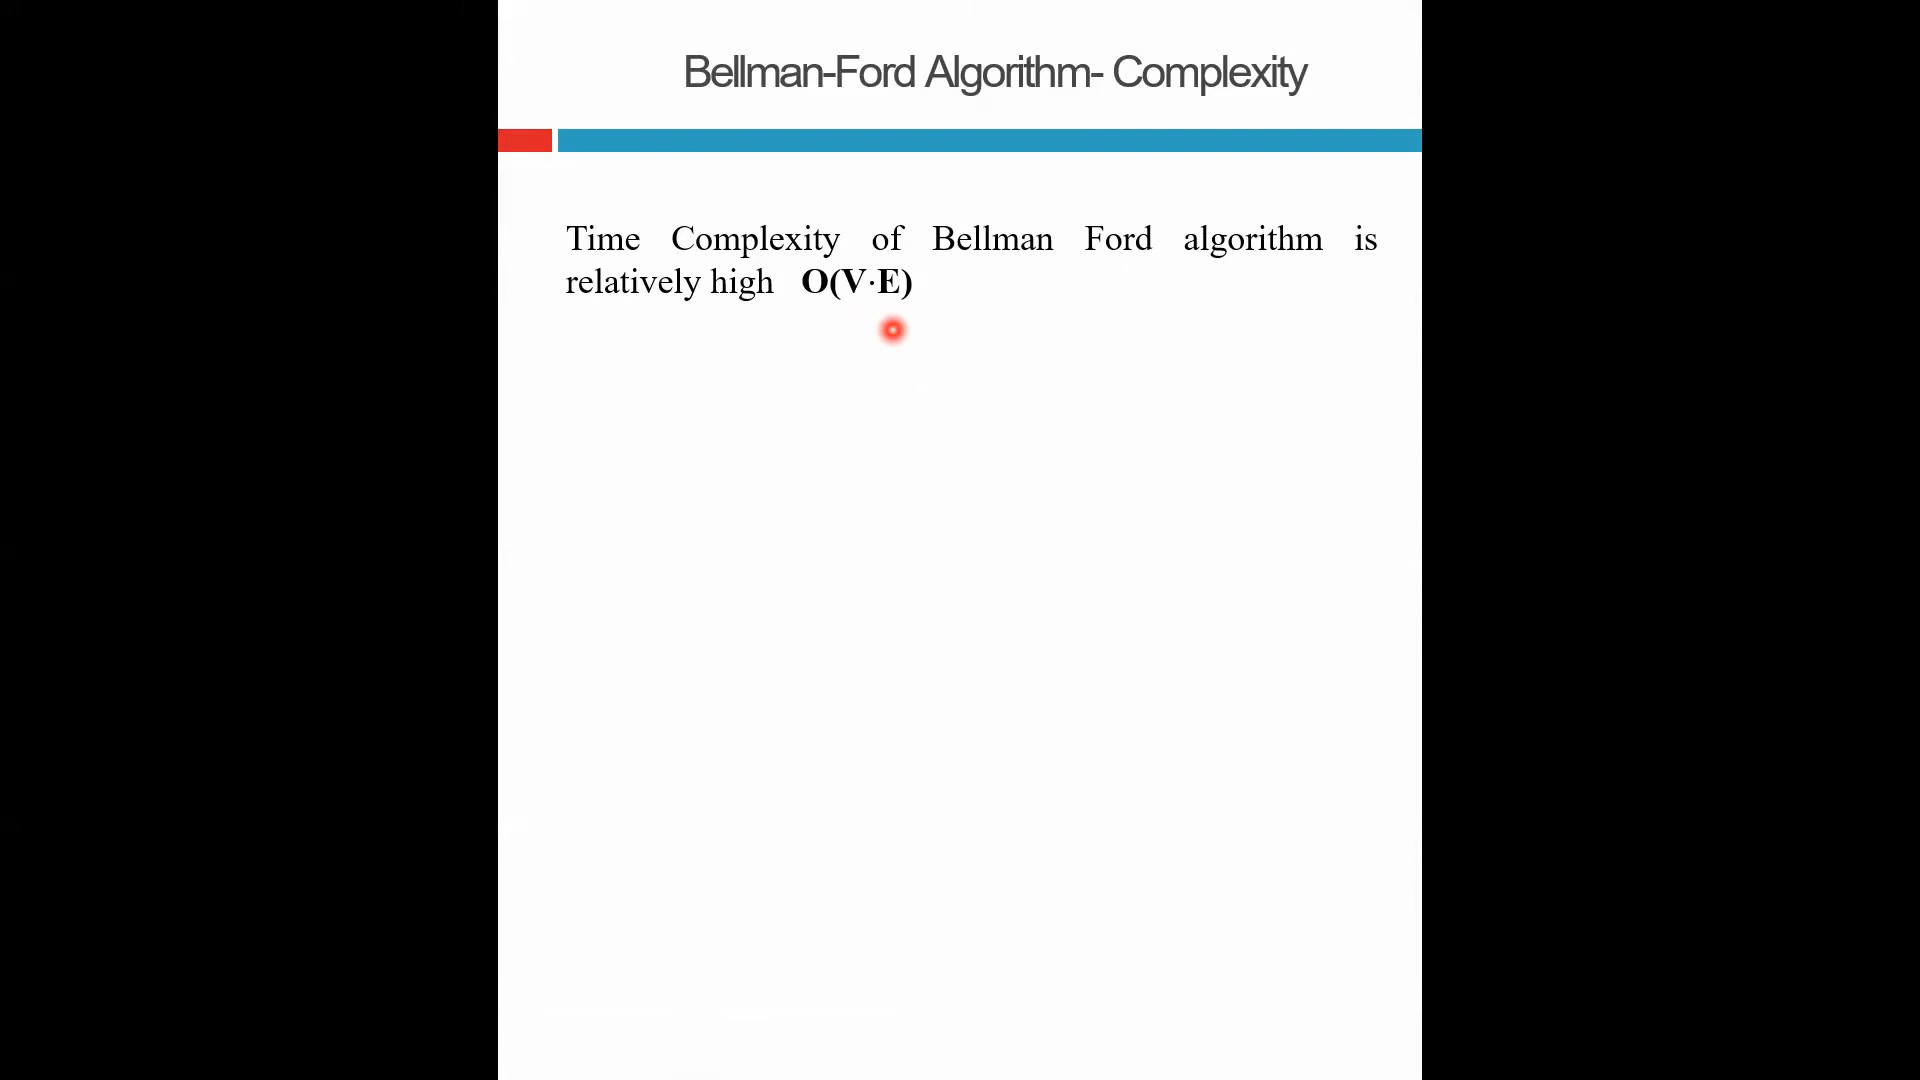 Bellman-Ford Algorithm- Complexity
Time Complexity of Bellman Ford algorithm is
relatively high O(V·E)